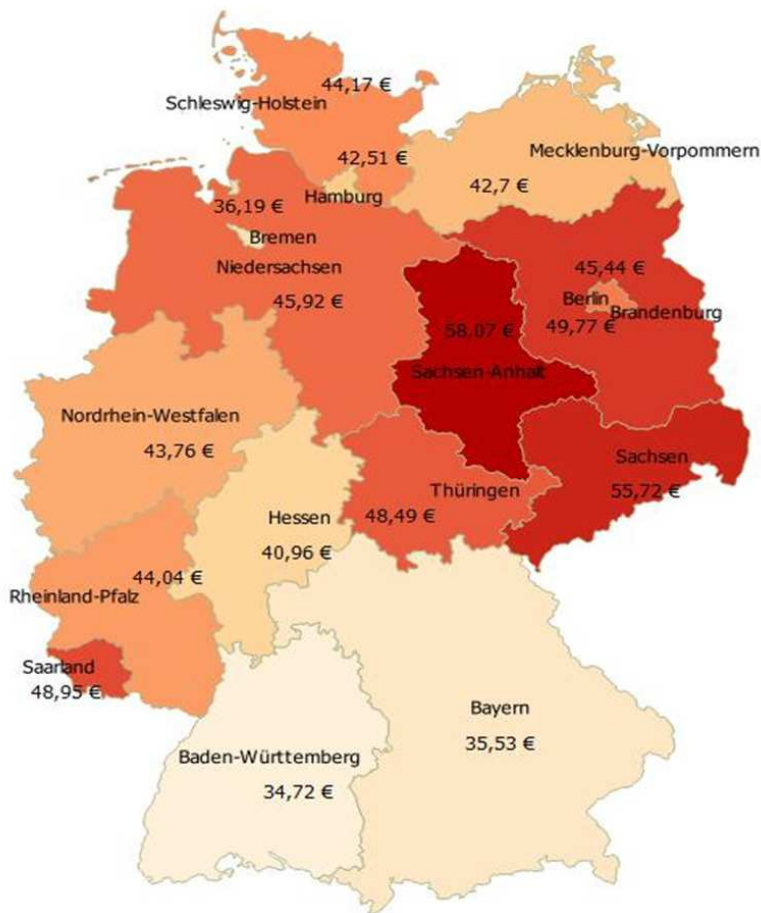 44,17 €
Schleswig-Holstein
42,51 €
Hamburg
Mecklenburg-Vorpommern
42,7 €
36,19 €
Bremen
Niedersachsen
45,92 €
45,44 €
Berlin
Brandenburg
49,77 €
58,07 €
Sachsen-Anhalt
Nordrhein-Westfalen
43,76 €
Sachsen
55,72 €
Thüringen
48,49 €
Hessen
40,96 €
44,04 €
Rheinland-Pfalz
Saarland
48,95 €
Bayern
35,53 €
Baden-Württemberg
34,72 €